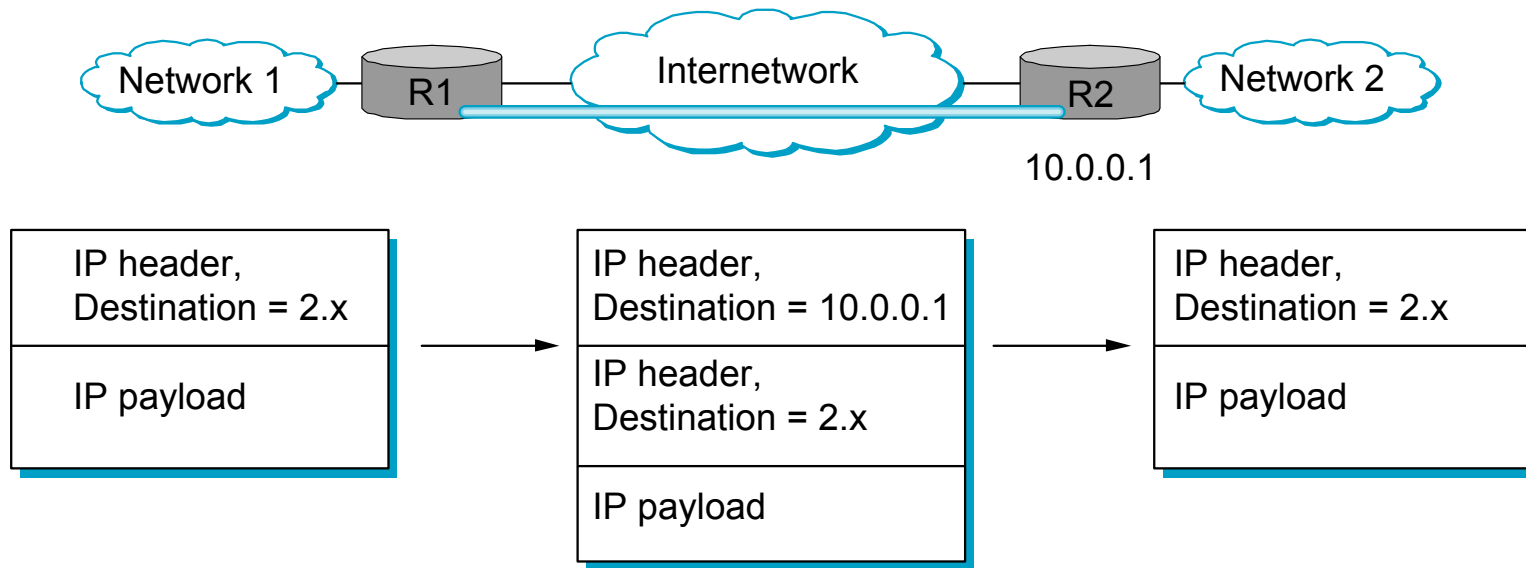 Network 1
R1
Internetwork
R2
Network 2
10.0.0.1
IP header,
Destination = 2.x
IP payload
IP header,
Destination = 10.0.0.1
IP header,
Destination = 2.x
IP payload
IP header,
Destination = 2.x
IP payload